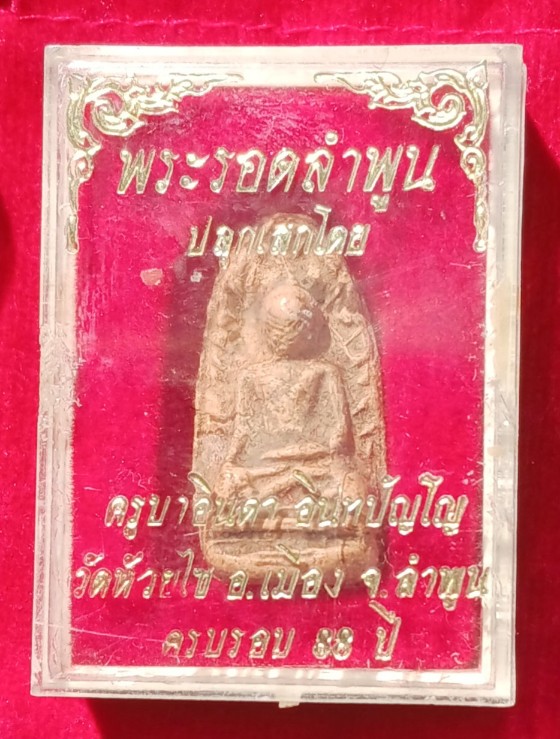 พระรอดลำพูน
ปลุกเสกโดย
ครูบาอินตา อินทปัญโญ
วัดห้วยไซ อ.เมือง จ.ลำพูน
ครบรอบ 88 ปี